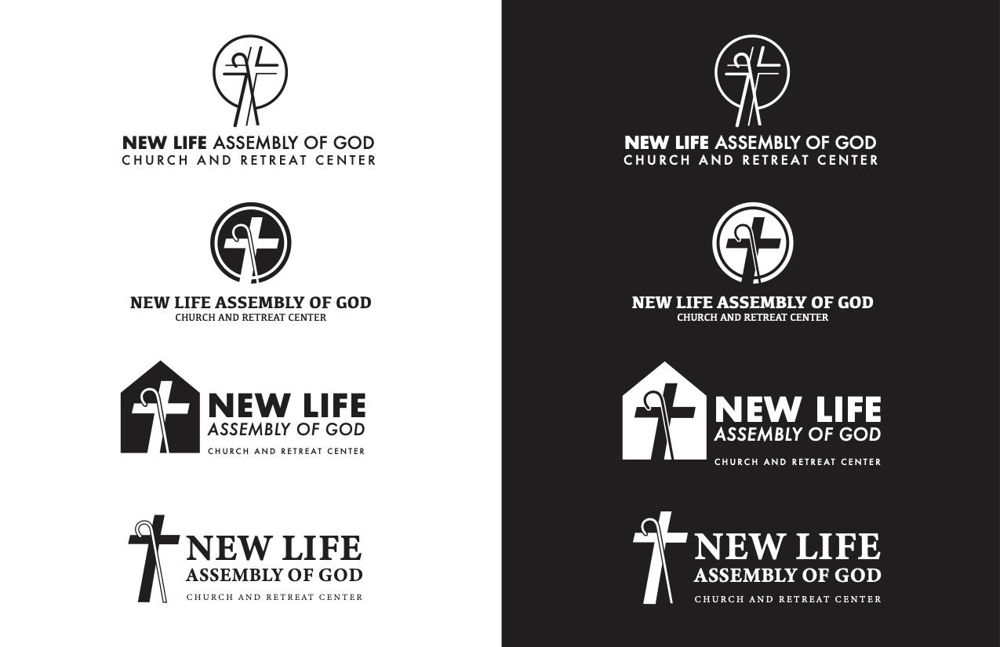 NEW LIFE ASSEMBLY OF GOD
CHURCH AND RETREAT CENTER
NEW LIFE ASSEMBLY OF GOD
CHURCH AND RETREAT CENTER
NEW LIFE
ASSEMBLY OF GOD
CHURCH AND RETREAT CENTER
NEW LIFE
ASSEMBLY OF GOD
CHURCH AND RETREAT CENTER
NEW LIFE ASSEMBLY OF GOD
CHURCH AND RETREAT CENTER
NEW LIFE ASSEMBLY OF GOD
CHURCH AND RETREAT CENTER
NEW LIFE
ASSEMBLY OF GOD
CHURCH AND RETREAT CENTER
NEW LIFE
ASSEMBLY OF GOD
CHURCH AND RETREAT CENTER